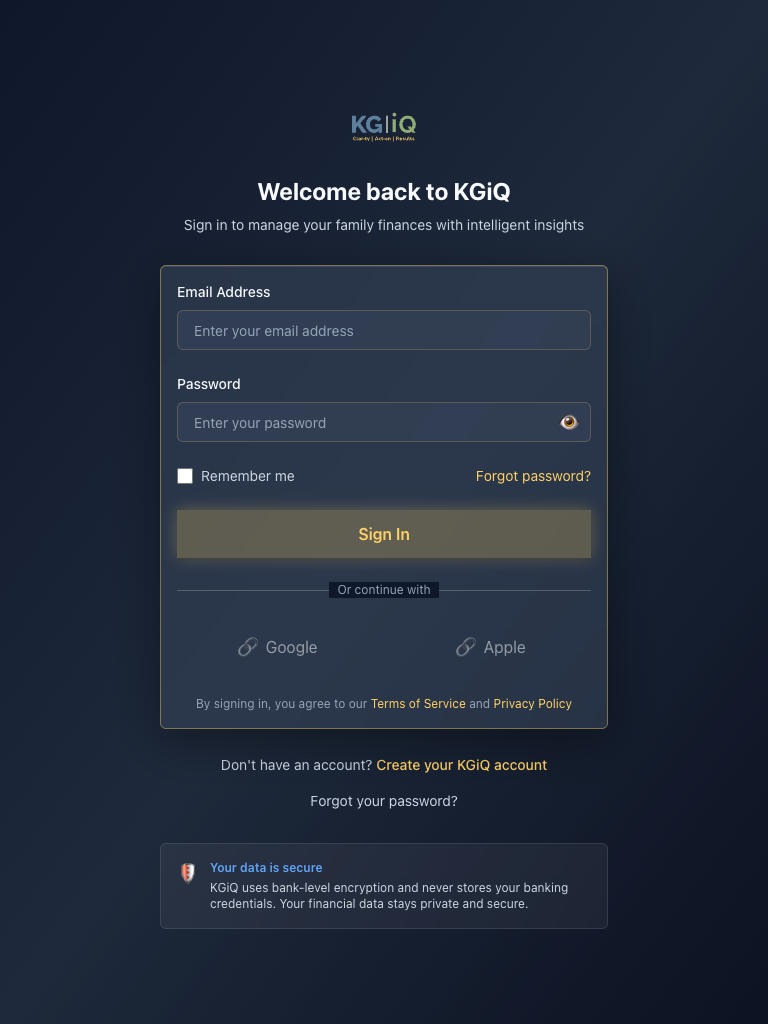 KG|iQ
Clarity | Action | Results
Welcome back to KGiQ
Sign in to manage your family finances with intelligent insights
Email Address
Enter your email address
Password
Enter your password
Remember me
Forgot password?
Sign In
Or continue with
Google
Apple
By signing in, you agree to our Terms of Service and Privacy Policy
Don't have an account? Create your KGiQ account
Forgot your password?
Your data is secure
KGiQ uses bank-level encryption and never stores your banking
credentials. Your financial data stays private and secure.